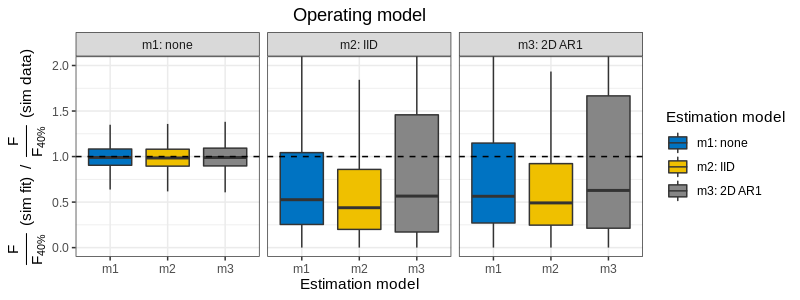 Operating model
m1: none
m2: IID
m3: 2D AR1
F
F40%
(sim fit) /
F
F40%
(sim data)
2.0
1.5
1.0
0.5
0.0
m1 m2 m3
m1 m2 m3
m1 m2 m3
Estimation model
Estimation model
m1: none
m2: IID
m3: 2D AR1